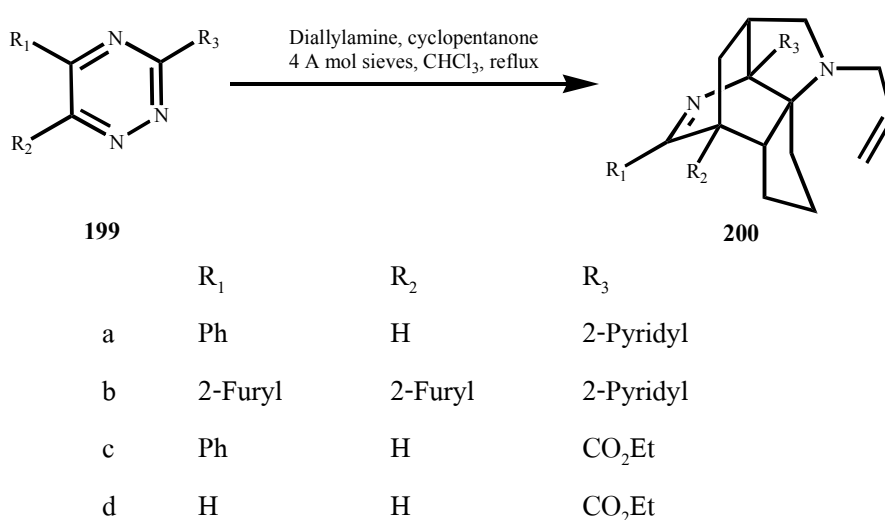 R₁ N R₃
N
N
R₂
Diallylamine, cyclopentanone
4 A mol sieves, CHCl₃, reflux
R₃
N
N
R₁ R₂
199 200
R₁ R₂ R₃
a Ph H 2-Pyridyl
b 2-Furyl 2-Furyl 2-Pyridyl
c Ph H CO₂Et
d H H CO₂Et